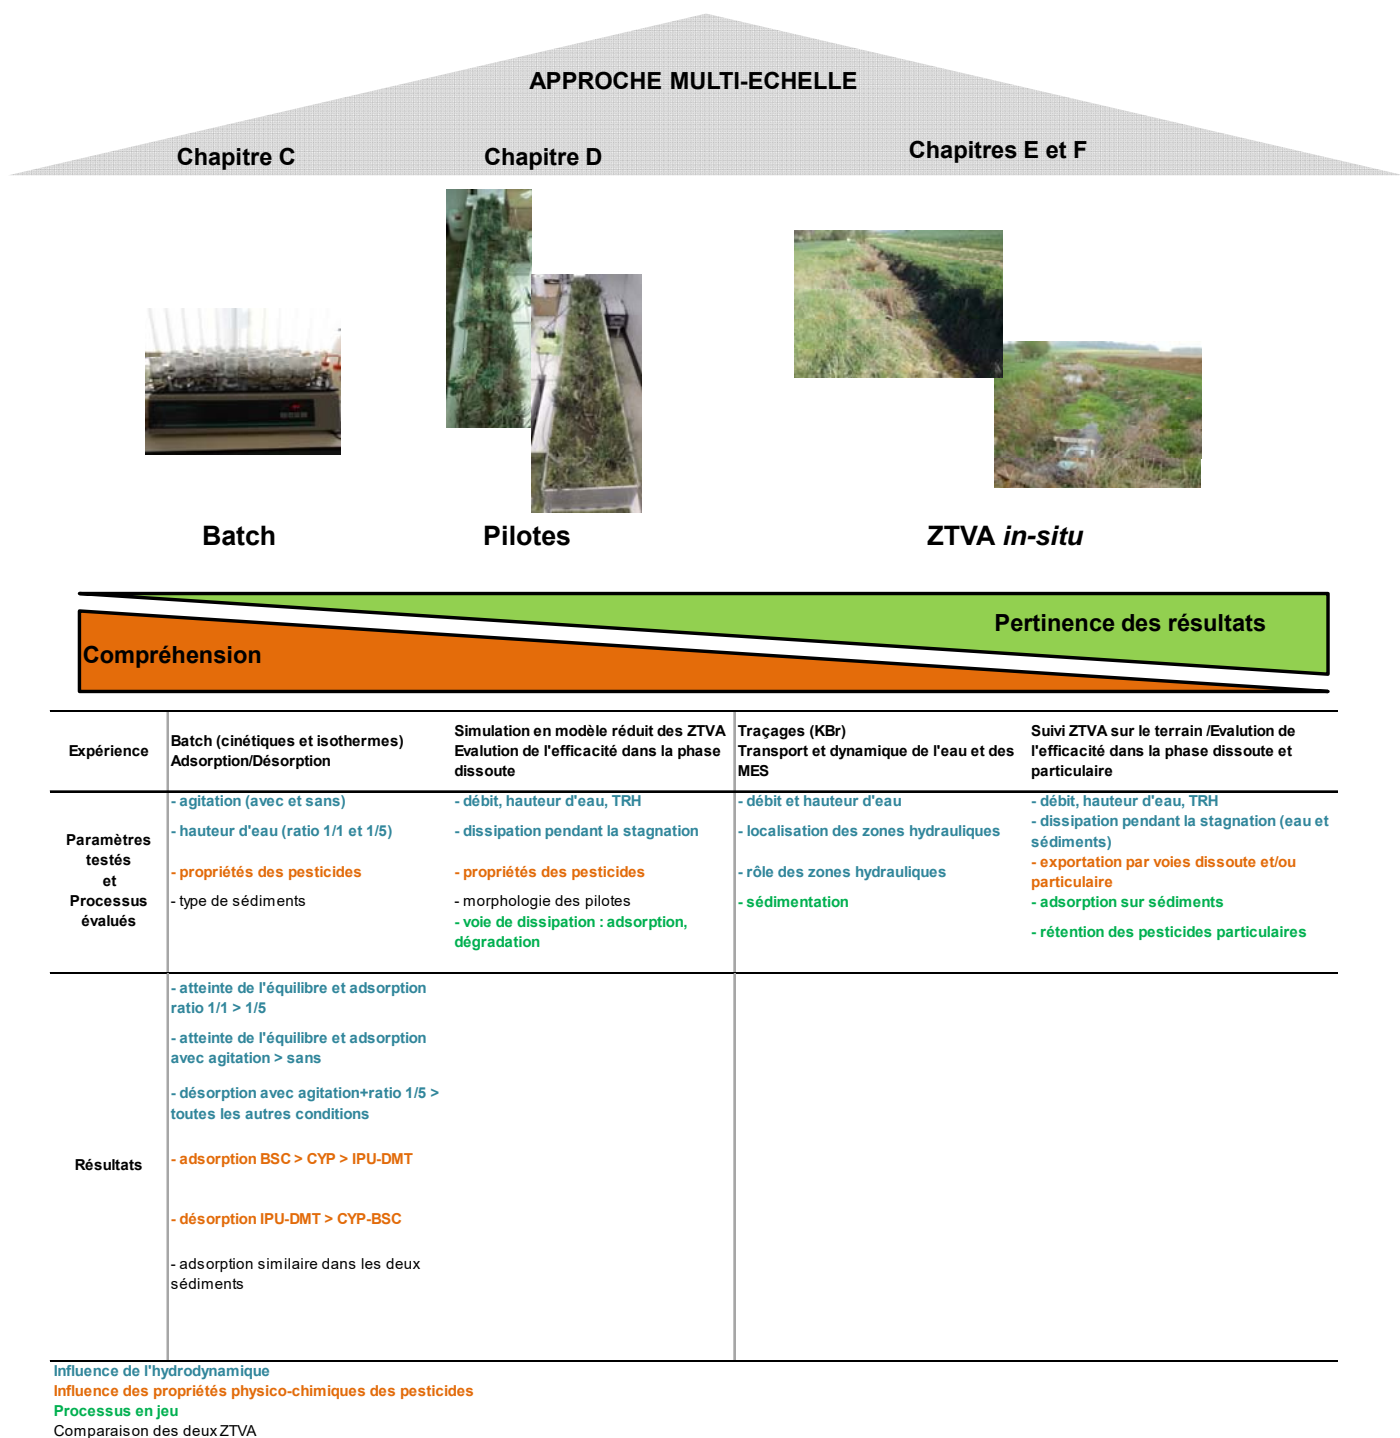 APPROCHE MULTI-ECHELLE
Chapitre C
Chapitre D
Chapitres E et F
Batch
Pilotes
ZTVA in-situ
Pertinence des résultats
Compréhension
Expérience
Batch (cinétiques et isothermes)
Adsorption/Désorption
Simulation en modèle réduit des ZTVA
Evalution de l'efficacité dans la phase
dissoute
Traçages (KBr)
Transport et dynamique de l'eau et des
MES
Suivi ZTVA sur le terrain /Evalution de
l'efficacité dans la phase dissoute et
particulaire
Paramètres
testés
et
Processus
évalués
- agitation (avec et sans)
- hauteur d'eau (ratio 1/1 et 1/5)
- propriétés des pesticides
- type de sédiments
- débit, hauteur d'eau, TRH
- dissipation pendant la stagnation
- propriétés des pesticides
- morphologie des pilotes
- voie de dissipation : adsorption,
dégradation
- débit et hauteur d'eau
- localisation des zones hydrauliques
- rôle des zones hydrauliques
- sédimentation
- débit, hauteur d'eau, TRH
- dissipation pendant la stagnation (eau et
sédiments)
- exportation par voies dissoute et/ou
particulaire
- adsorption sur sédiments
- rétention des pesticides particulaires
Résultats
- atteinte de l'équilibre et adsorption
ratio 1/1 > 1/5
- atteinte de l'équilibre et adsorption
avec agitation > sans
- désorption avec agitation+ratio 1/5 >
toutes les autres conditions
- adsorption BSC > CYP > IPU-DMT
- désorption IPU-DMT > CYP-BSC
- adsorption similaire dans les deux
sédiments
Influence de l'hydrodynamique
Influence des propriétés physico-chimiques des pesticides
Processus en jeu
Comparaison des deux ZTVA